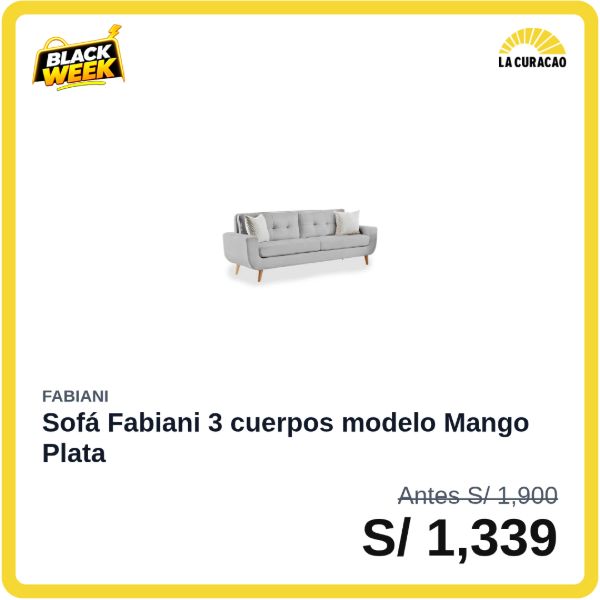 BLACK
WEEK
LA CURACAO
FABIANI
Sofá Fabiani 3 cuerpos modelo Mango
Plata
Antes S/ 1,900
S/ 1,339